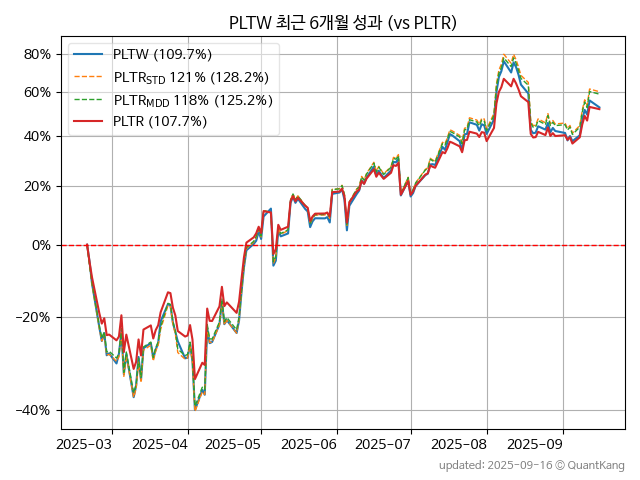 PLTW 최근 6개월 성과 (vs PLTR)
PLTW (109.7%)
PLTRSTD 121% (128.2%)
PLTRMDD 118% (125.2%)
PLTR (107.7%)
80%
60%
40%
20%
0%
−20%
−40%
2025−03
2025−04
2025−05
2025−06
2025−07
2025−08
2025−09
updated: 2025-09-16 © QuantKang